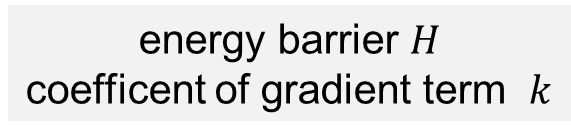 energy barrier H
coefficent of gradient term k